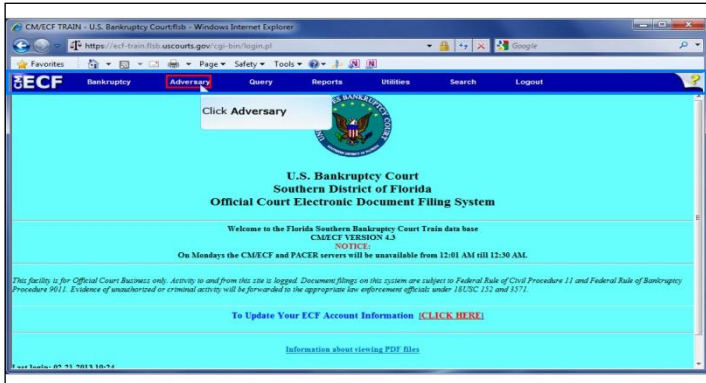 CM/ECF TRAIN - U.S. Bankruptcy Court:flsb - Windows Internet Explorer
https://ecf-train.flsb.uscourts.gov/cgi-bin/login.pl
Google
Favorites Page Safety Tools
ECF Bankruptcy Adversary Query Reports Utilities Search Logout ?
Click Adversary
U.S. Bankruptcy Court
Southern District of Florida
Official Court Electronic Document Filing System
Welcome to the Florida Southern Bankruptcy Court Train data base
CM/ECF VERSION 4.3
NOTICE:
On Mondays the CM/ECF and PACER servers will be unavailable from 12:01 AM till 12:30 AM.
This facility is for Official Court Business only. Activity to and from this site is logged. Document filings on this system are subject to Federal Rule of Civil Procedure 11 and Federal Rule of Bankruptcy
Procedure 9011. Evidence of unauthorized or criminal activity will be forwarded to the appropriate law enforcement officials under 18USC 152 and 3571.
To Update Your ECF Account Information [CLICK HERE]
Information about viewing PDF files
Last login: 02-21-2013 10:24